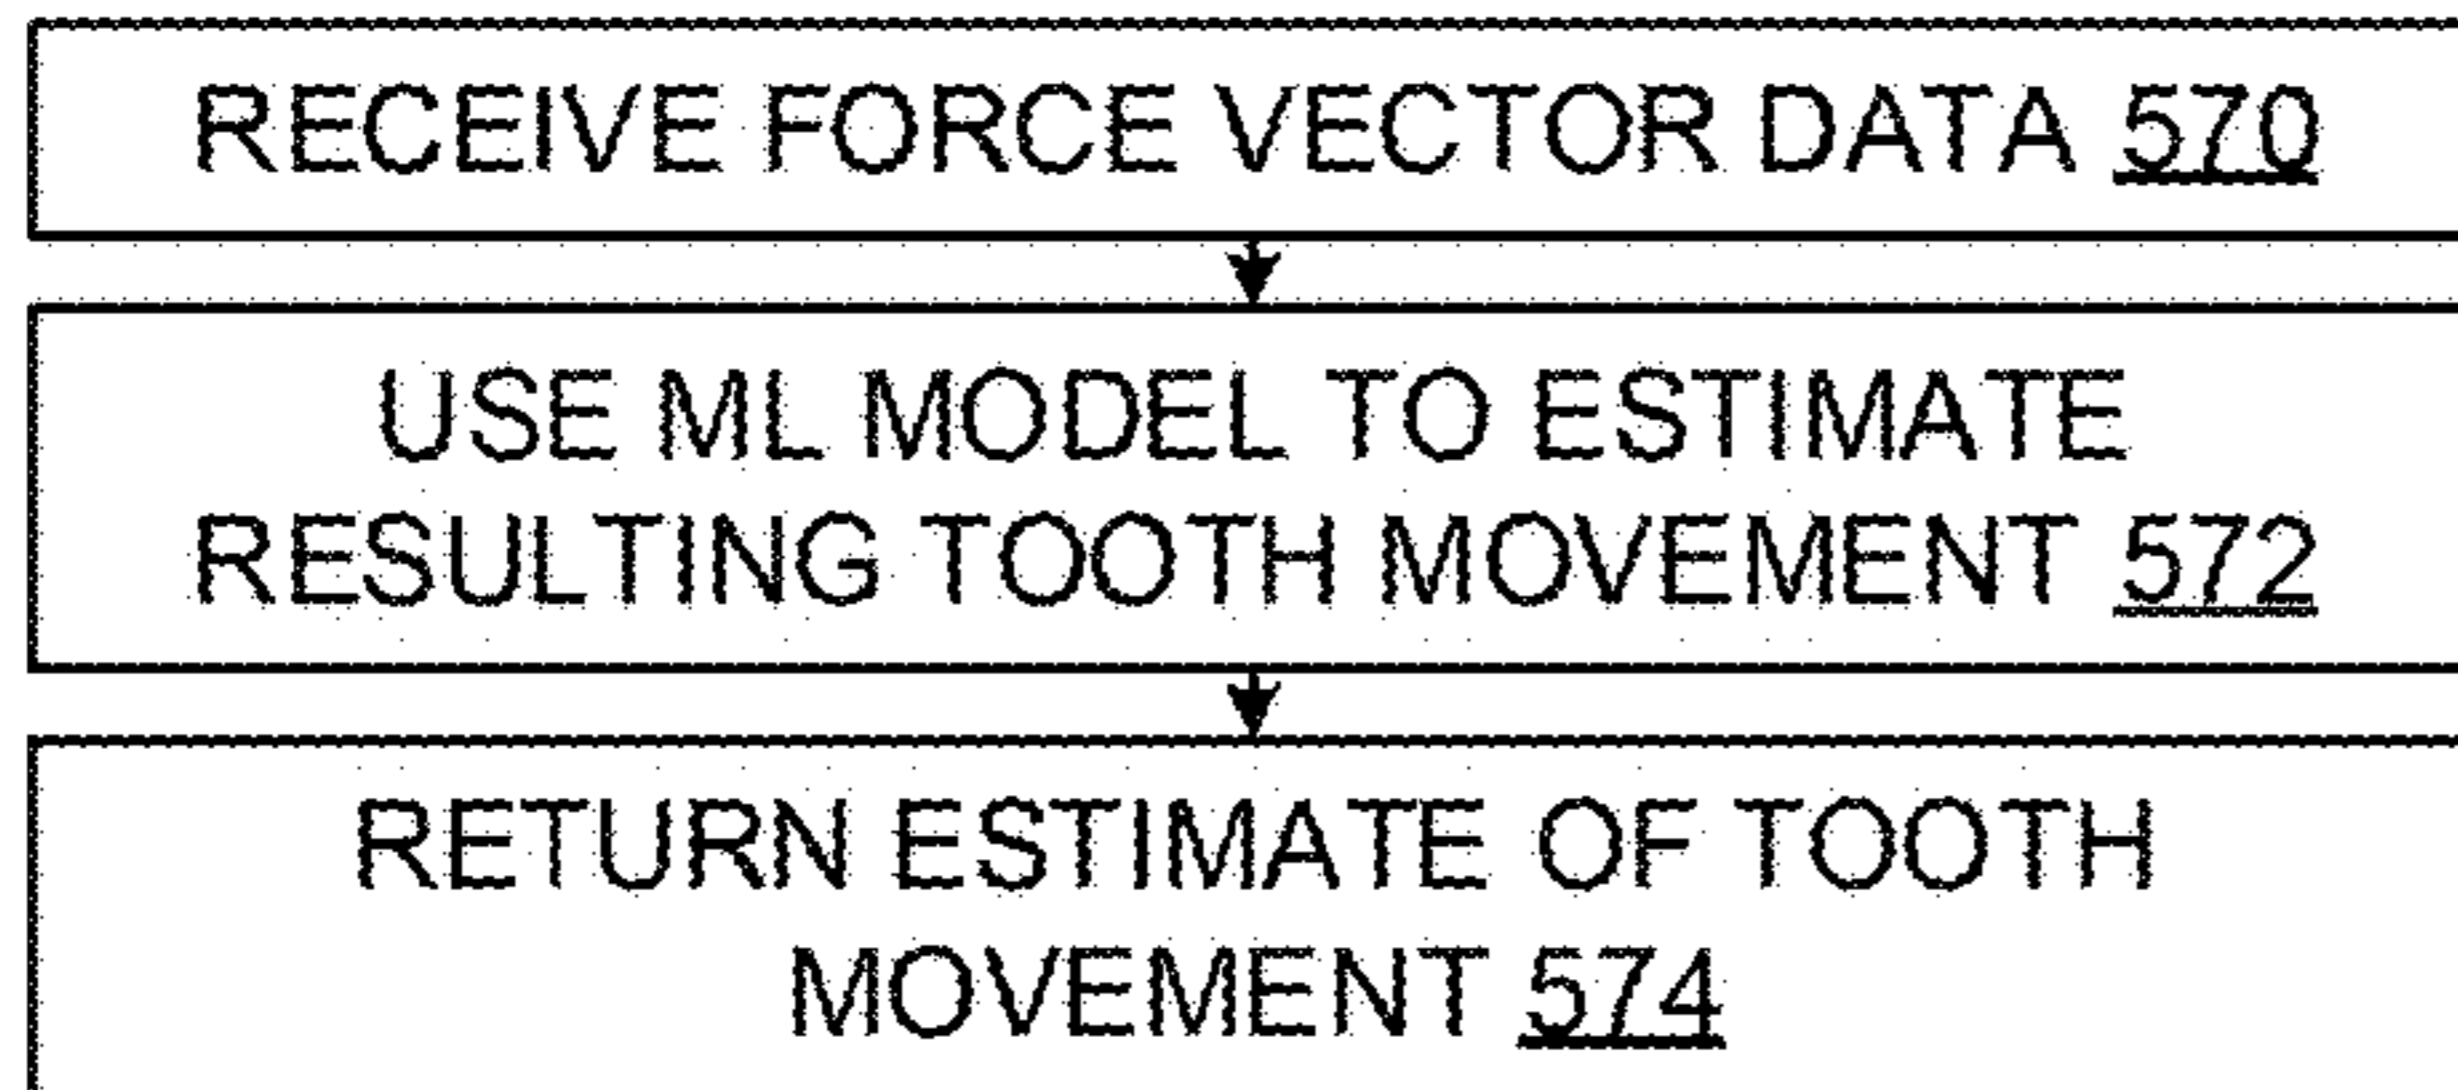 RECEIVE FORCE VECTOR DATA 570
USE ML MODEL TO ESTIMATE
RESULTING TOOTH MOVEMENT 572
RETURN ESTIMATE OF TOOTH
MOVEMENT 574